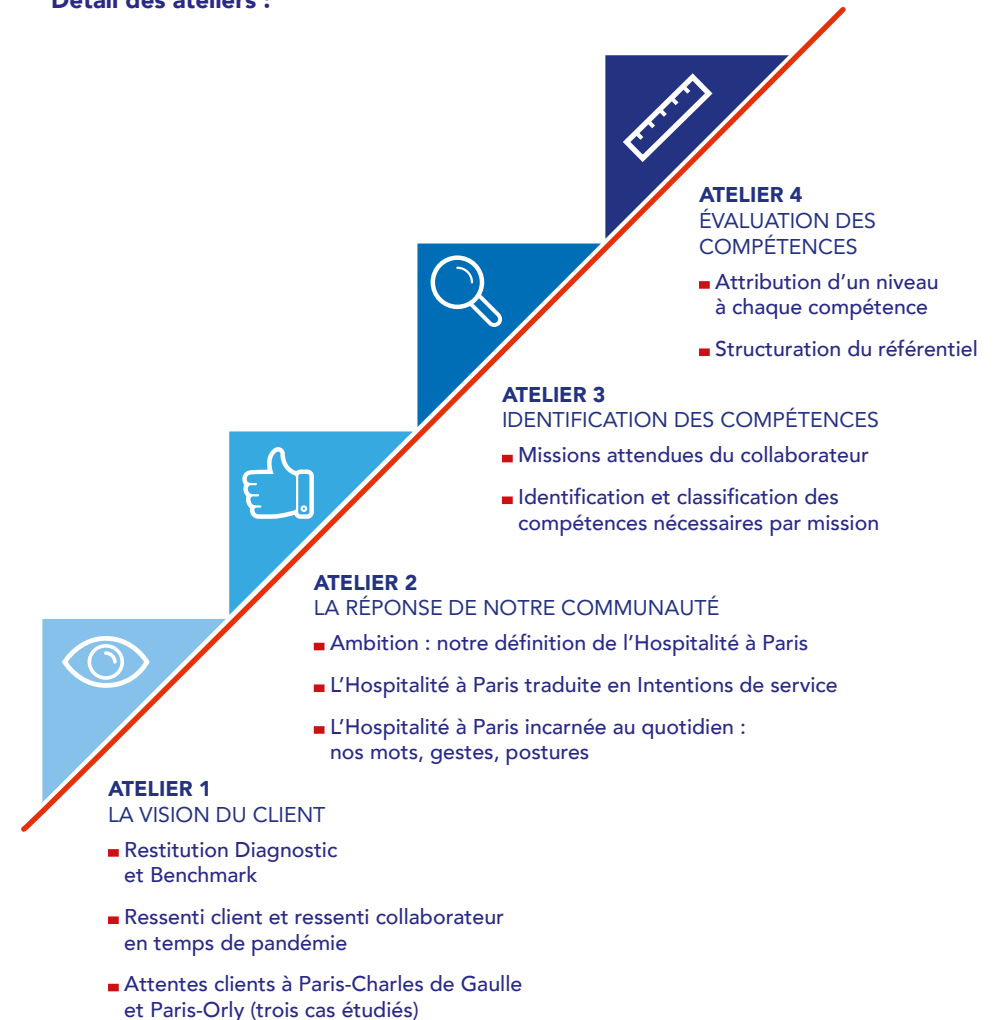 Détail des ateliers :
ATELIER 4
ÉVALUATION DES
COMPÉTENCES
Attribution d'un niveau
à chaque compétence
Structuration du référentiel
ATELIER 3
IDENTIFICATION DES COMPÉTENCES
Missions attendues du collaborateur
Identification et classification des
compétences nécessaires par mission
ATELIER 2
LA RÉPONSE DE NOTRE COMMUNAUTÉ
Ambition : notre définition de l'Hospitalité à Paris
L'Hospitalité à Paris traduite en Intentions de service
L'Hospitalité à Paris incarnée au quotidien :
nos mots, gestes, postures
ATELIER 1
LA VISION DU CLIENT
Restitution Diagnostic
et Benchmark
Ressenti client et ressenti collaborateur
en temps de pandémie
Attentes clients à Paris-Charles de Gaulle
et Paris-Orly (trois cas étudiés)